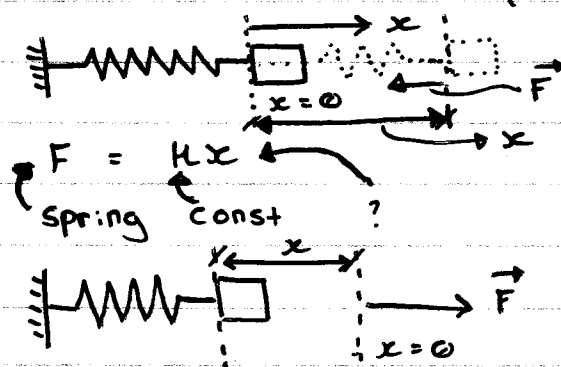 x
x = 0
F
x
F = Kx
spring const ?
x
F
x = 0